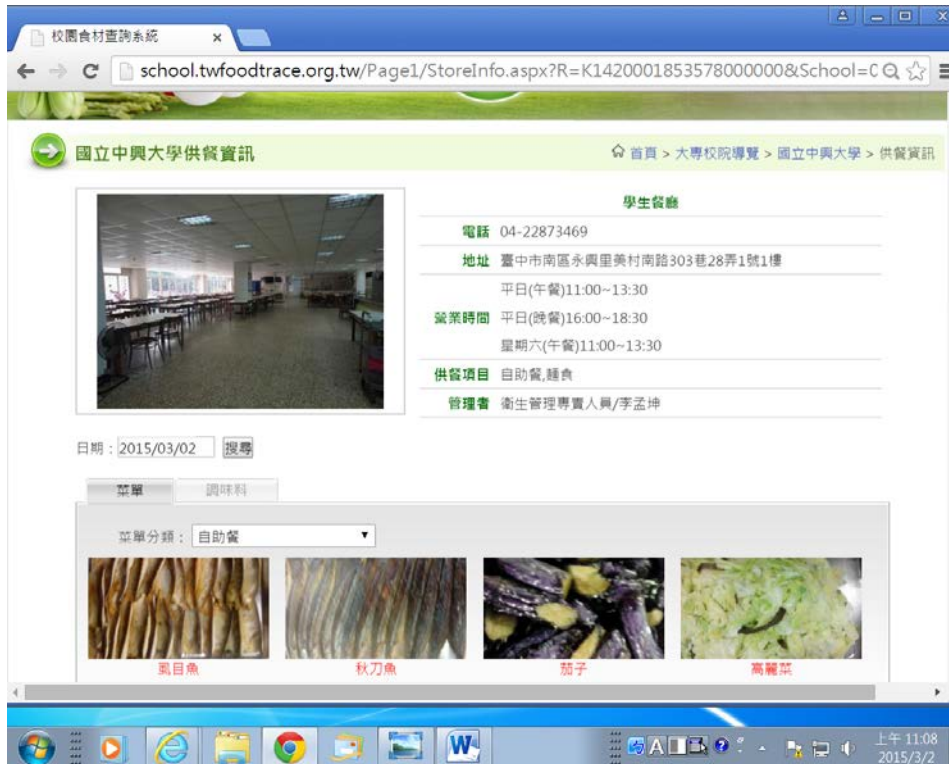 校園食材查詢系統
school.twfoodtrace.org.tw/Page1/StoreInfo.aspx?R=K1420001853578000000&School=0
國立中興大學供餐資訊
首頁 > 大專校院導覽 > 國立中興大學 > 供餐資訊
學生餐廳
電話 04-22873469
地址 臺中市南區永興里美村南路303巷28弄1號1樓
平日(午餐)11:00~13:30
營業時間 平日(晚餐)16:00~18:30
星期六(午餐)11:00~13:30
供餐項目 自助餐,麵食
管理者 衛生管理專責人員/李孟坤
日期：2015/03/02 搜尋
菜單 調味料
菜單分類： 自助餐
虱目魚 秋刀魚 茄子 高麗菜
上午 11:08
2015/3/2